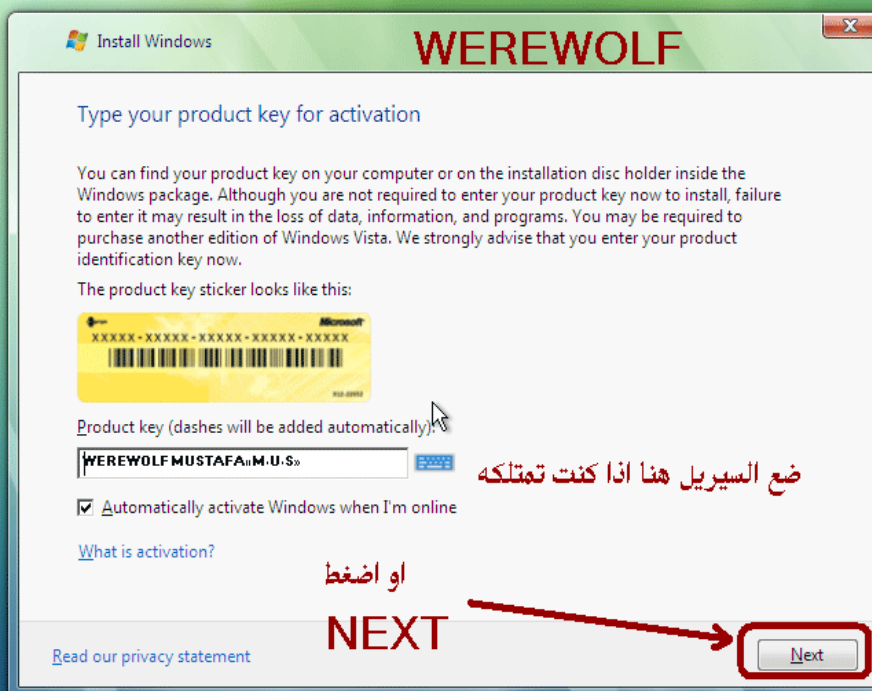 Install Windows
WEREWOLF
Type your product key for activation
You can find your product key on your computer or on the installation disc holder inside the
Windows package. Although you are not required to enter your product key now to install, failure
to enter it may result in the loss of data, information, and programs. You may be required to
purchase another edition of Windows Vista. We strongly advise that you enter your product
identification key now.
The product key sticker looks like this:
Microsoft
XXXXX-XXXXX-XXXXX-XXXXX-XXXXX
Product key (dashes will be added automatically):
WEREWOLF MUSTAFA«M.U.S»
ضع السيريل هنا اذا كنت تمتلكه
Automatically activate Windows when I'm online
What is activation?
او اضغط
NEXT
Read our privacy statement
Next